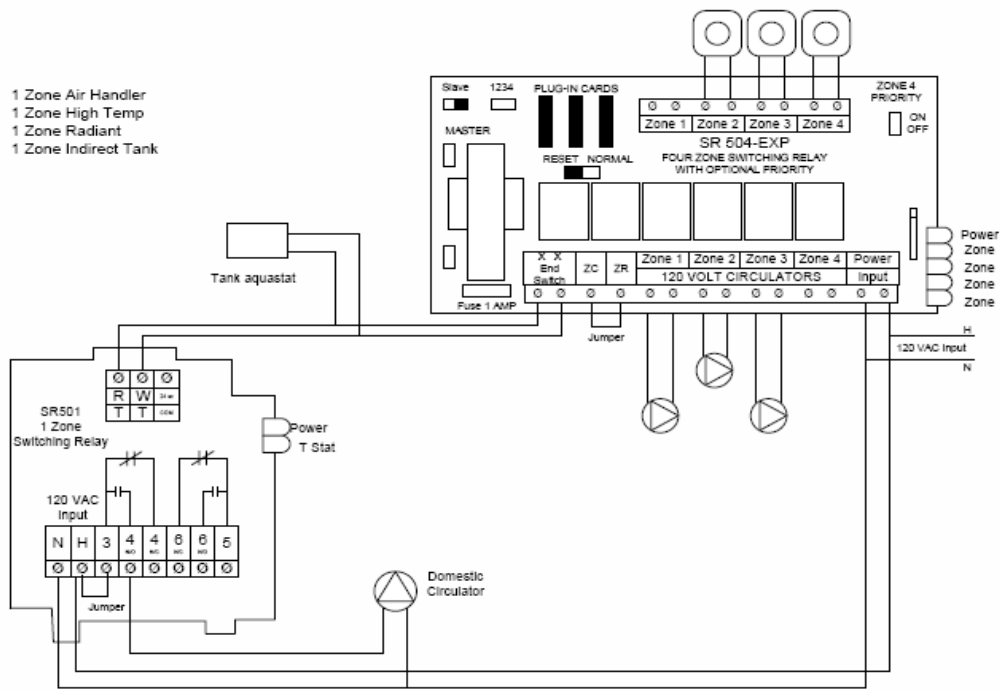 1 Zone Air Handler
1 Zone High Temp
1 Zone Radiant
1 Zone Indirect Tank
Slave
1234
PLUG-IN CARDS
ZONE 4
PRIORITY
ON
OFF
MASTER
Zone 1 Zone 2 Zone 3 Zone 4
SR 504-EXP
FOUR ZONE SWITCHING RELAY
WITH OPTIONAL PRIORITY
RESET NORMAL
Tank aquastat
X X
End
Switch
ZC
ZR
Zone 1 Zone 2 Zone 3 Zone 4
120 VOLT CIRCULATORS
Power
Input
Fuse 1 AMP
Jumper
Power
Zone
Zone
Zone
Zone
H
120 VAC Input
N
SR501
1 Zone
Switching Relay
R W
T T COM
Power
T Stat
120 VAC
Input
N H 3 4 4 6 6 5
N/O N/C N/C N/O
Jumper
Domestic
Circulator